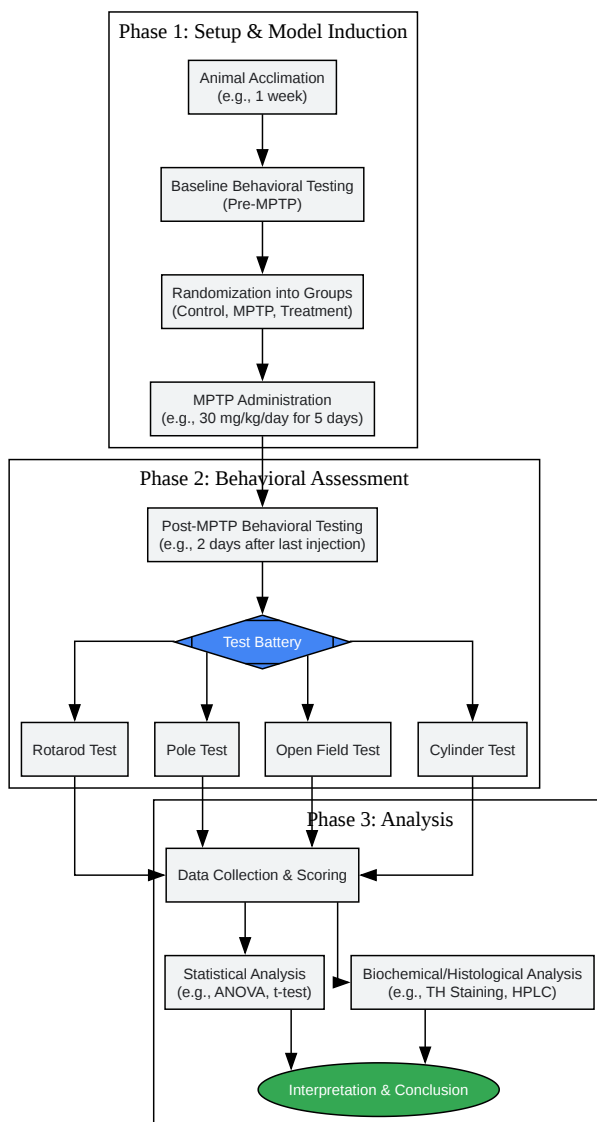 Phase 1: Setup & Model Induction
Animal Acclimation
(e.g., 1 week)
Baseline Behavioral Testing
(Pre-MPTP)
Randomization into Groups
(Control, MPTP, Treatment)
MPTP Administration
(e.g., 30 mg/kg/day for 5 days)
Phase 2: Behavioral Assessment
Post-MPTP Behavioral Testing
(e.g., 2 days after last injection)
Test Battery
Rotarod Test
Pole Test
Open Field Test
Cylinder Test
Phase 3: Analysis
Data Collection & Scoring
Statistical Analysis
(e.g., ANOVA, t-test)
Biochemical/Histological Analysis
(e.g., TH Staining, HPLC)
Interpretation & Conclusion